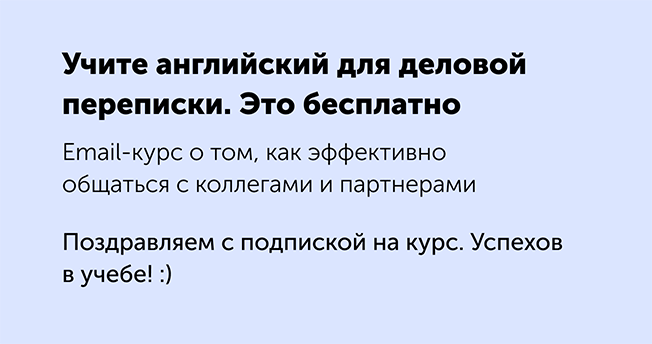 Учите английский для деловой
переписки. Это бесплатно
Email-курс о том, как эффективно
общаться с коллегами и партнерами
Поздравляем с подпиской на курс. Успехов
в учебе! :)